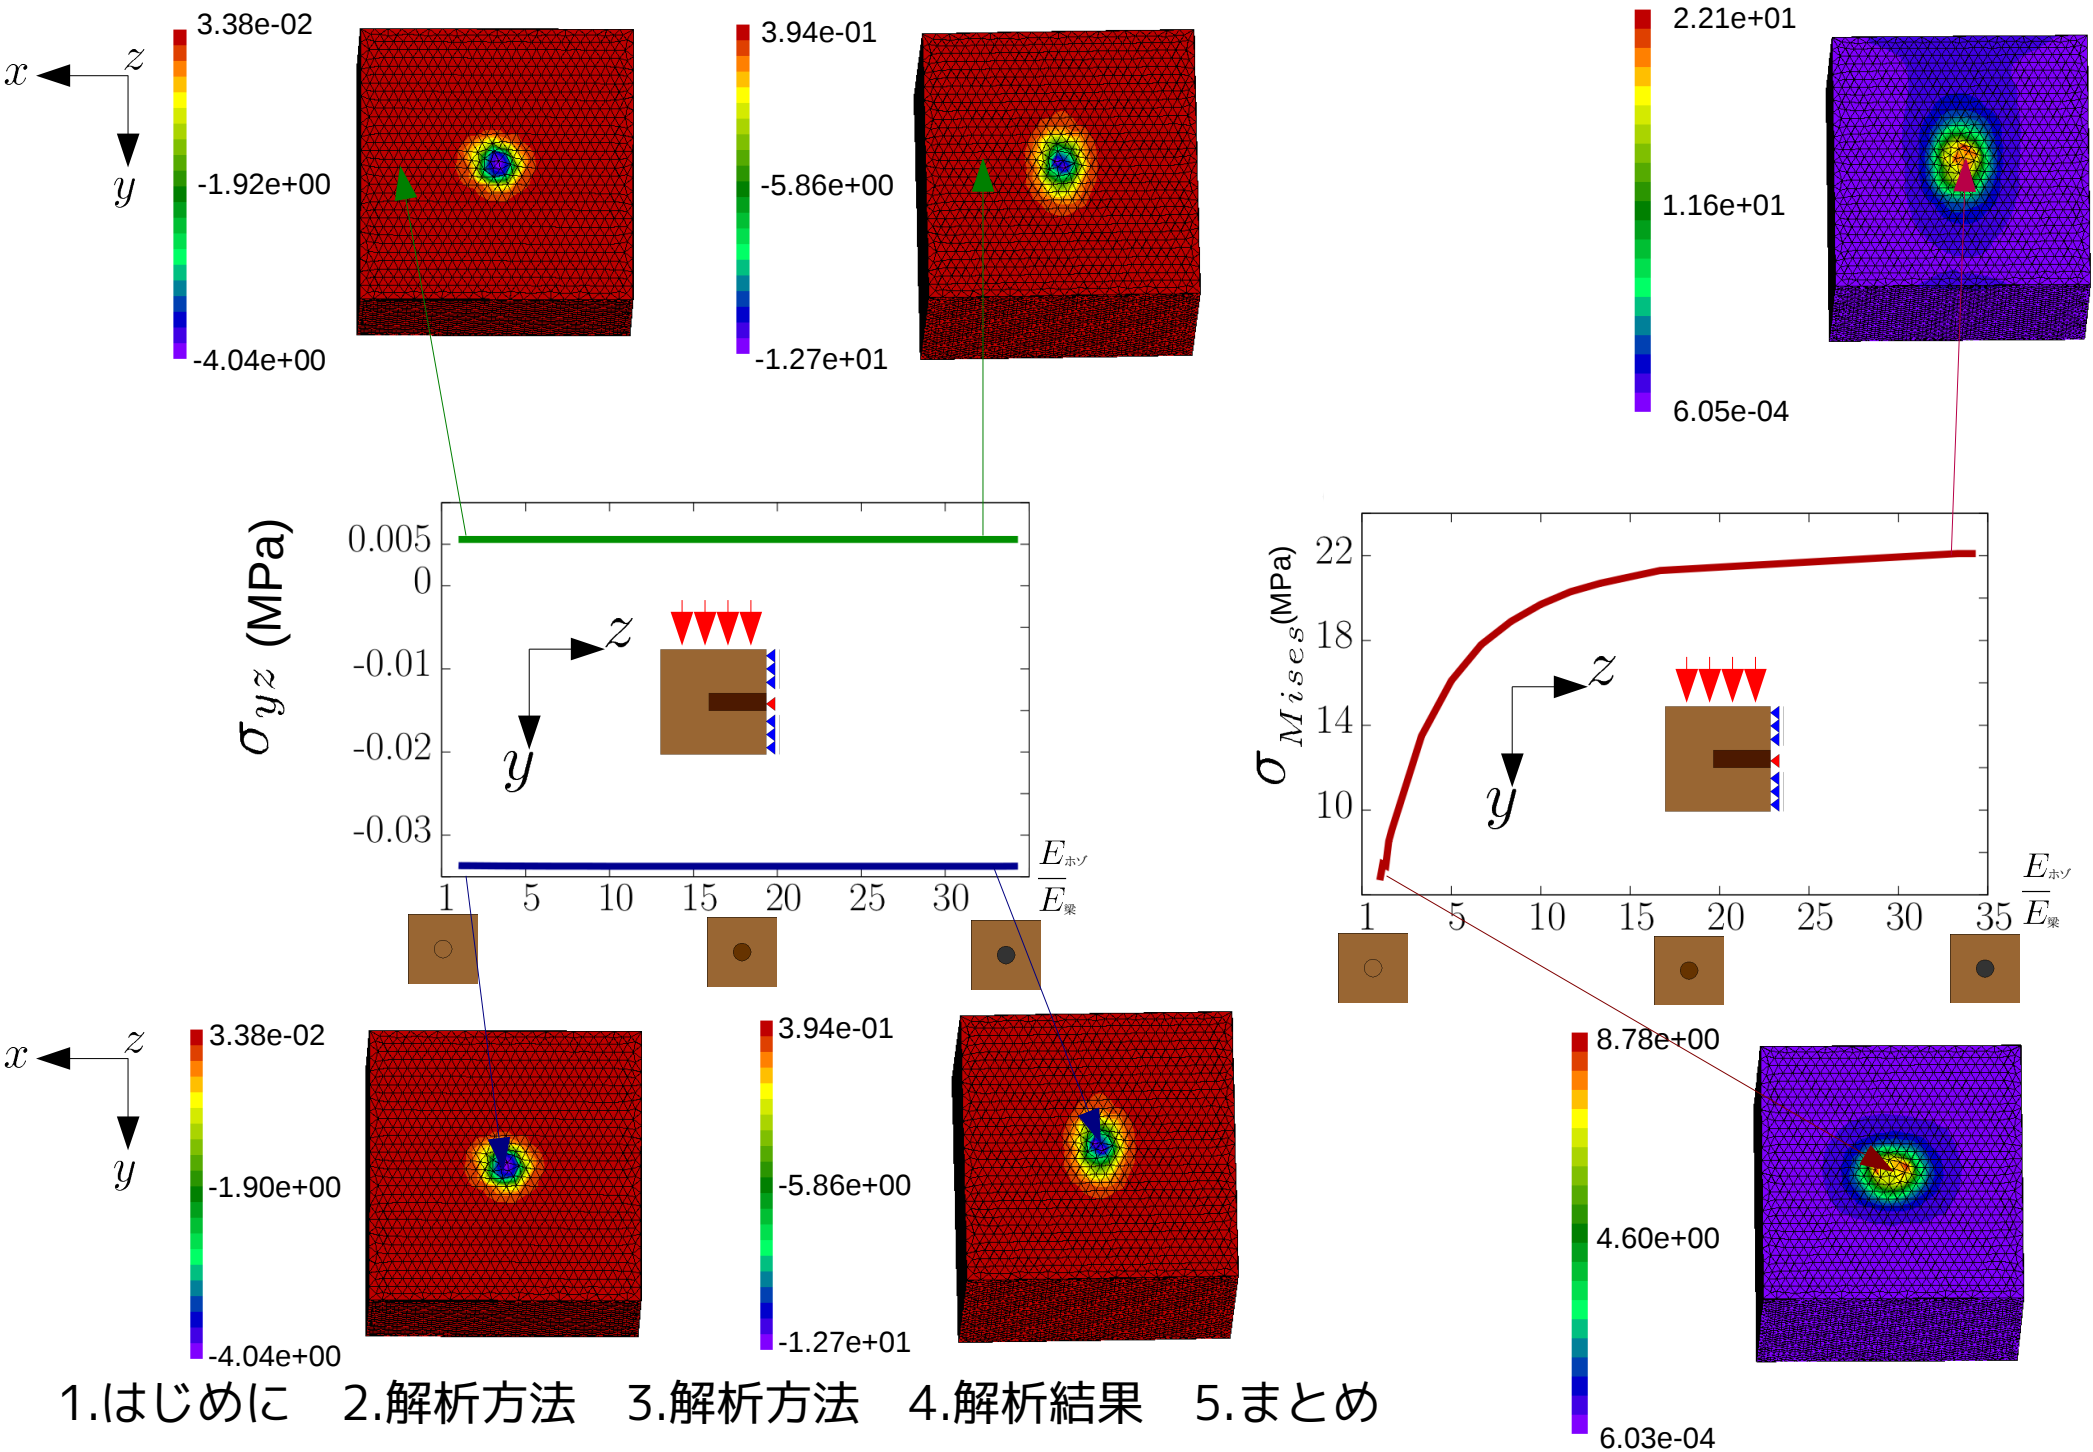 3.38e-02
3.94e-01
2.21e+01
x
z
y
-1.92e+00
-5.86e+00
1.16e+01
-4.04e+00
-1.27e+01
6.05e-04
σyz (MPa)
0.005
0
-0.01
-0.02
-0.03
z
y
1 5 10 15 20 25 30
Eホゾ
E梁
σMises(MPa)
22
18
14
10
z
y
1 5 10 15 20 25 30 35
Eホゾ
E梁
x
z
y
3.38e-02
3.94e-01
8.78e+00
-1.90e+00
-5.86e+00
4.60e+00
-4.04e+00
-1.27e+01
6.03e-04
1.はじめに 2.解析方法 3.解析方法 4.解析結果 5.まとめ